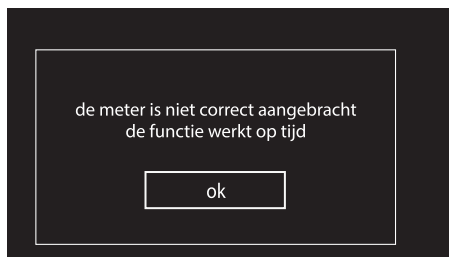 de meter is niet correct aangebracht
de functie werkt op tijd
ok